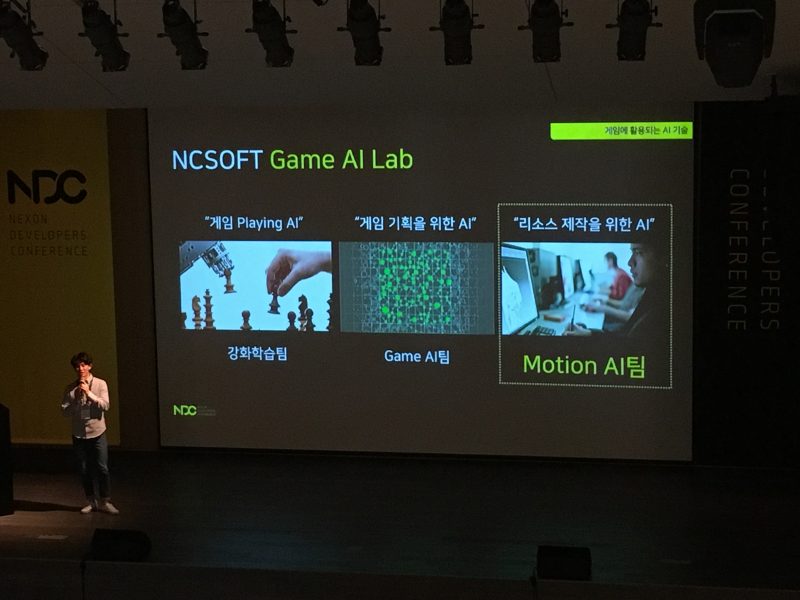 게임에 활용되는 AI 기술
NCSOFT Game AI Lab
NDC
NEXON
DEVELOPERS
CONFERENCE
"게임 Playing AI"
"게임 기획을 위한 AI"
"리소스 제작을 위한 AI"
강화학습팀
Game AI팀
Motion AI팀
NDC
CONFERENCE